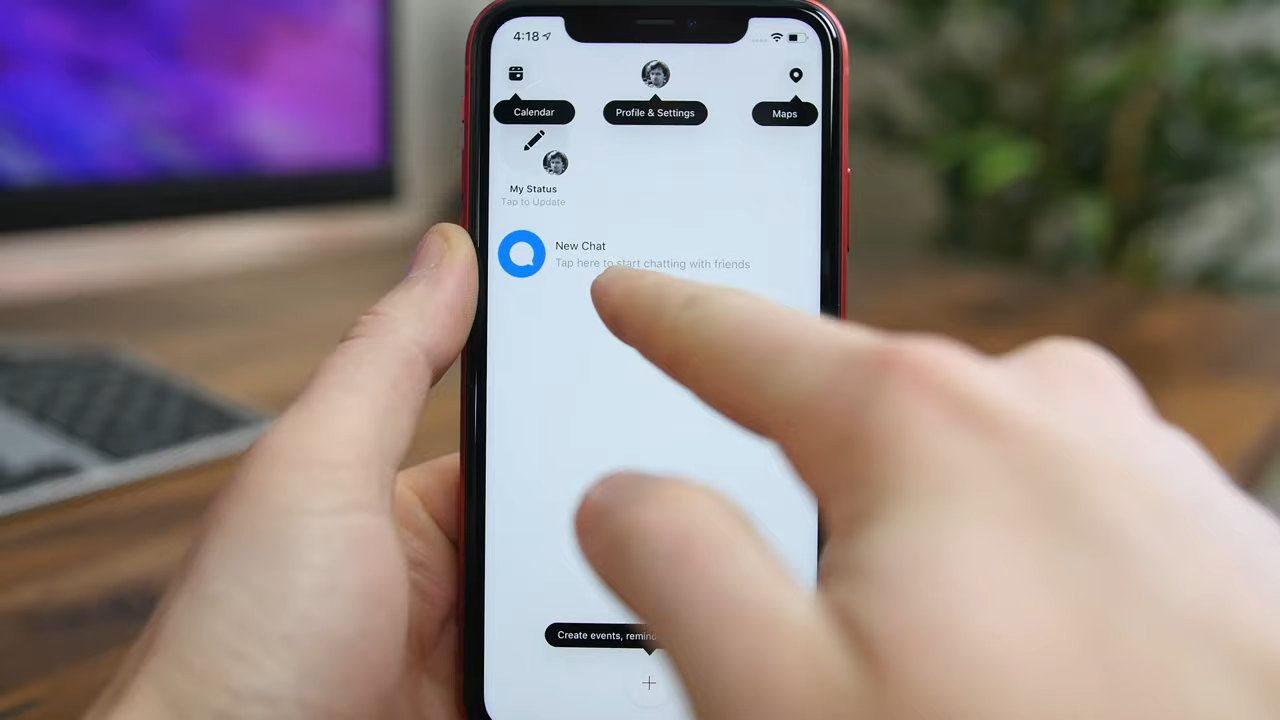 4:18
Calendar
Profile & Settings
Maps
My Status
Tap to Update
New Chat
Tap here to start chatting with friends
Create events,